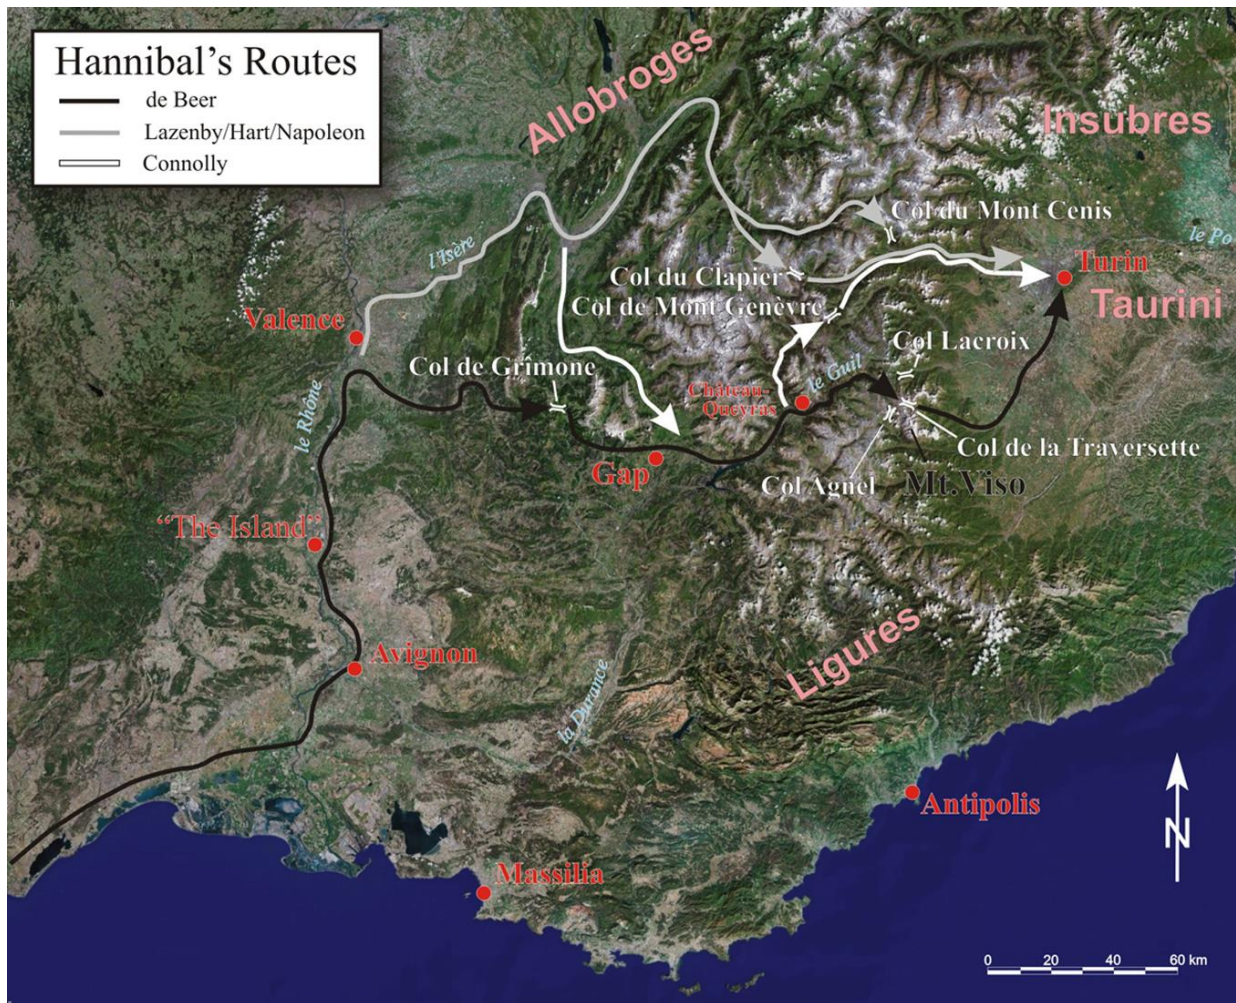 Hannibal's Routes
de Beer
Lazenby/Hart/Napoleon
Connolly
Allobroges
Insubres
Col du Mont Cenis
le Po
l'Isère
Col du Clapier
Turin
Col de Mont Genèvre
Taurini
Valence
Col Lacroix
Col de Grimone
le Guil
le Rhône
Château-
Queyras
Col de la Traversette
Gap
Col Agnel
Mt.Viso
"The Island"
Ligures
Avignon
la Durance
Antipolis
N
Massilia
0 20 40 60 km